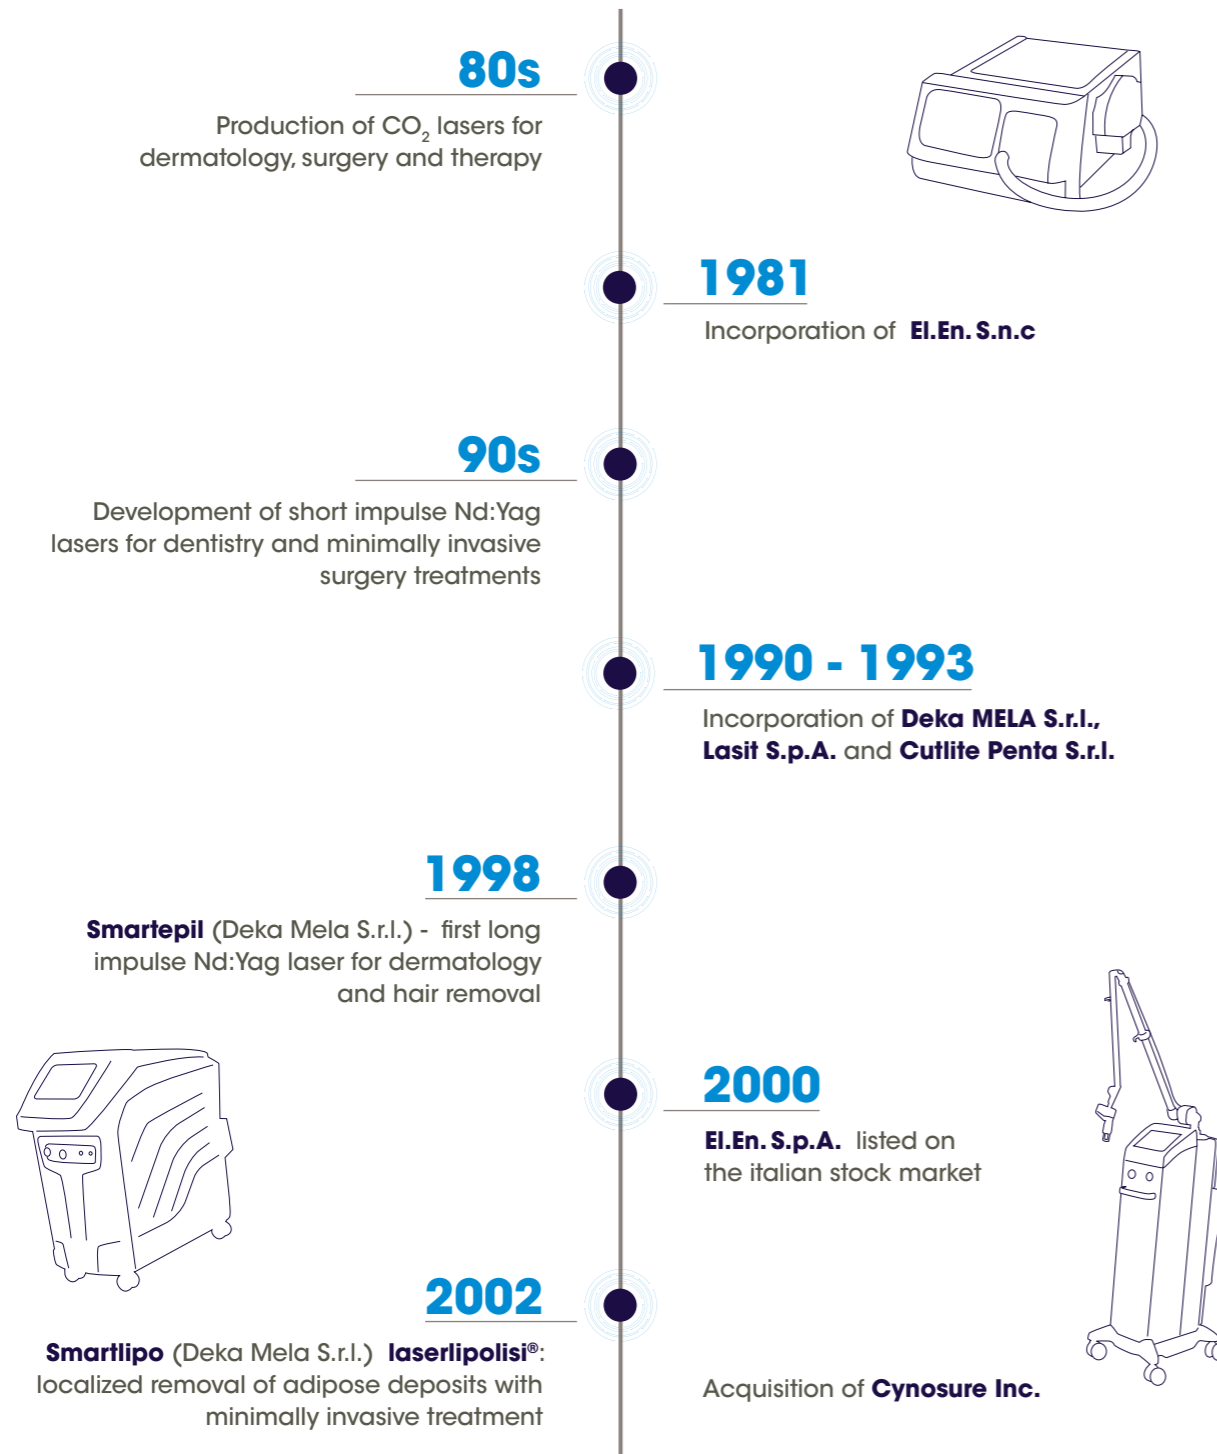 80s
Production of CO₂ lasers for
dermatology, surgery and therapy
1981
Incorporation of El.En. S.n.c
90s
Development of short impulse Nd:Yag
lasers for dentistry and minimally invasive
surgery treatments
1990 - 1993
Incorporation of Deka MELA S.r.l.,
Lasit S.p.A. and Cutlite Penta S.r.l.
1998
Smartepil (Deka Mela S.r.l.) - first long
impulse Nd:Yag laser for dermatology
and hair removal
2000
El.En. S.p.A. listed on
the italian stock market
2002
Smartlipo (Deka Mela S.r.l.) laserlipolisi®:
localized removal of adipose deposits with
minimally invasive treatment
Acquisition of Cynosure Inc.